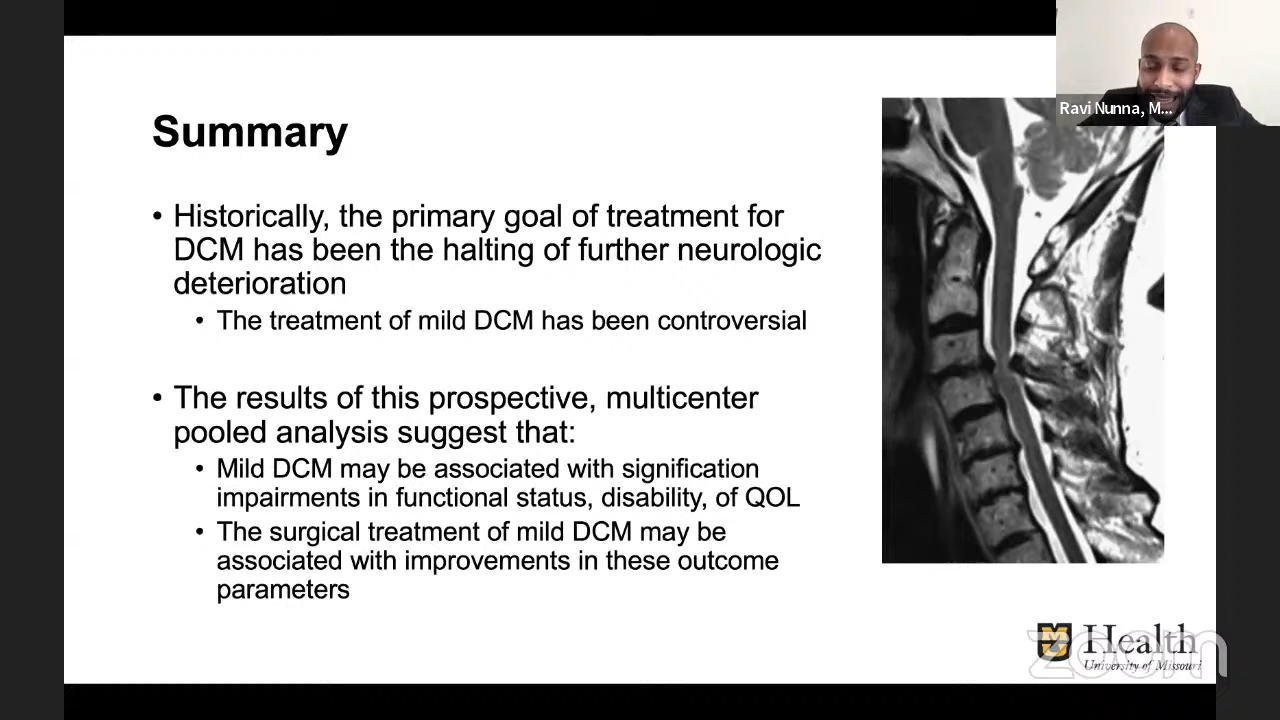 Ravi Nunna, M...
Summary
• Historically, the primary goal of treatment for
DCM has been the halting of further neurologic
deterioration
• The treatment of mild DCM has been controversial
• The results of this prospective, multicenter
pooled analysis suggest that:
• Mild DCM may be associated with signification
impairments in functional status, disability, of QOL
• The surgical treatment of mild DCM may be
associated with improvements in these outcome
parameters
Health
zoom
University of Missouri